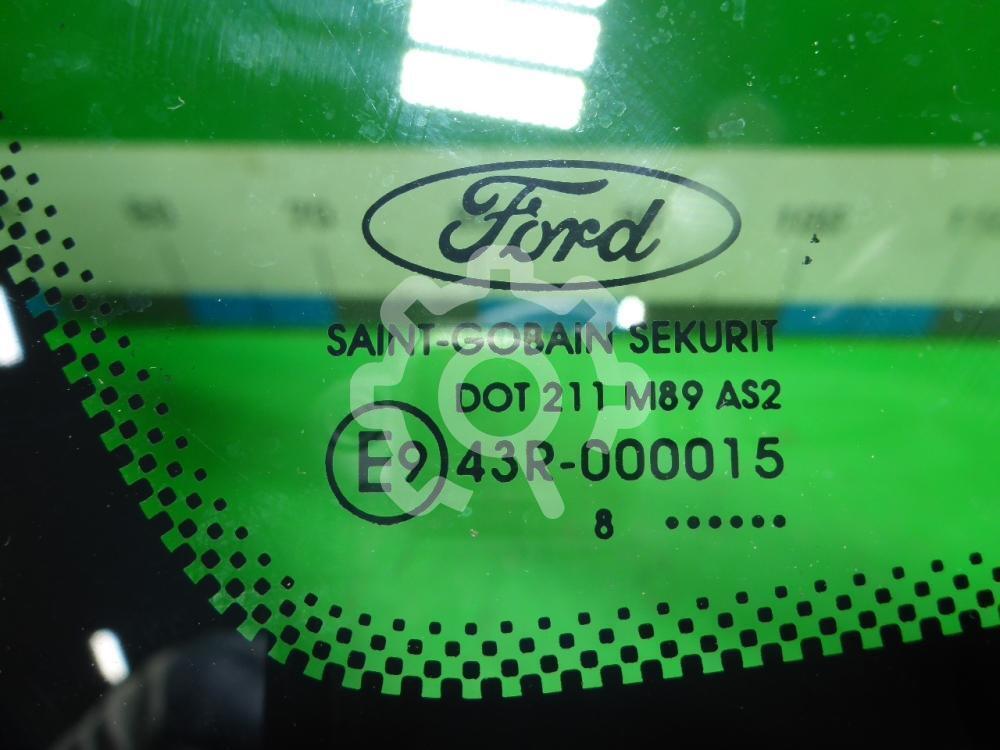 Ford
SAINT-GOBAIN SEKURIT
DOT 211 M89 AS2
E9 43R-000015
8 ••••••